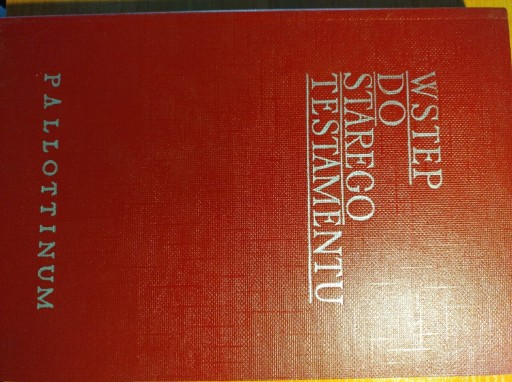 WSTĘP
DO
STAREGO
TESTAMENTU
PALLOTTINUM